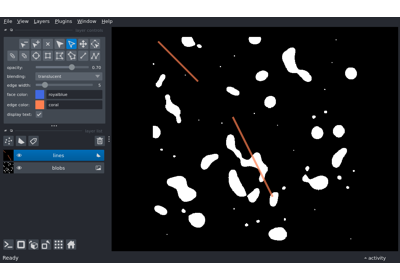 File View Layers Plugins Window Help
opacity: 0.70
blending: translucent
edge width: 5
face color: royalblue
edge color: coral
display text: ✓
lines
blobs
Ready
activity